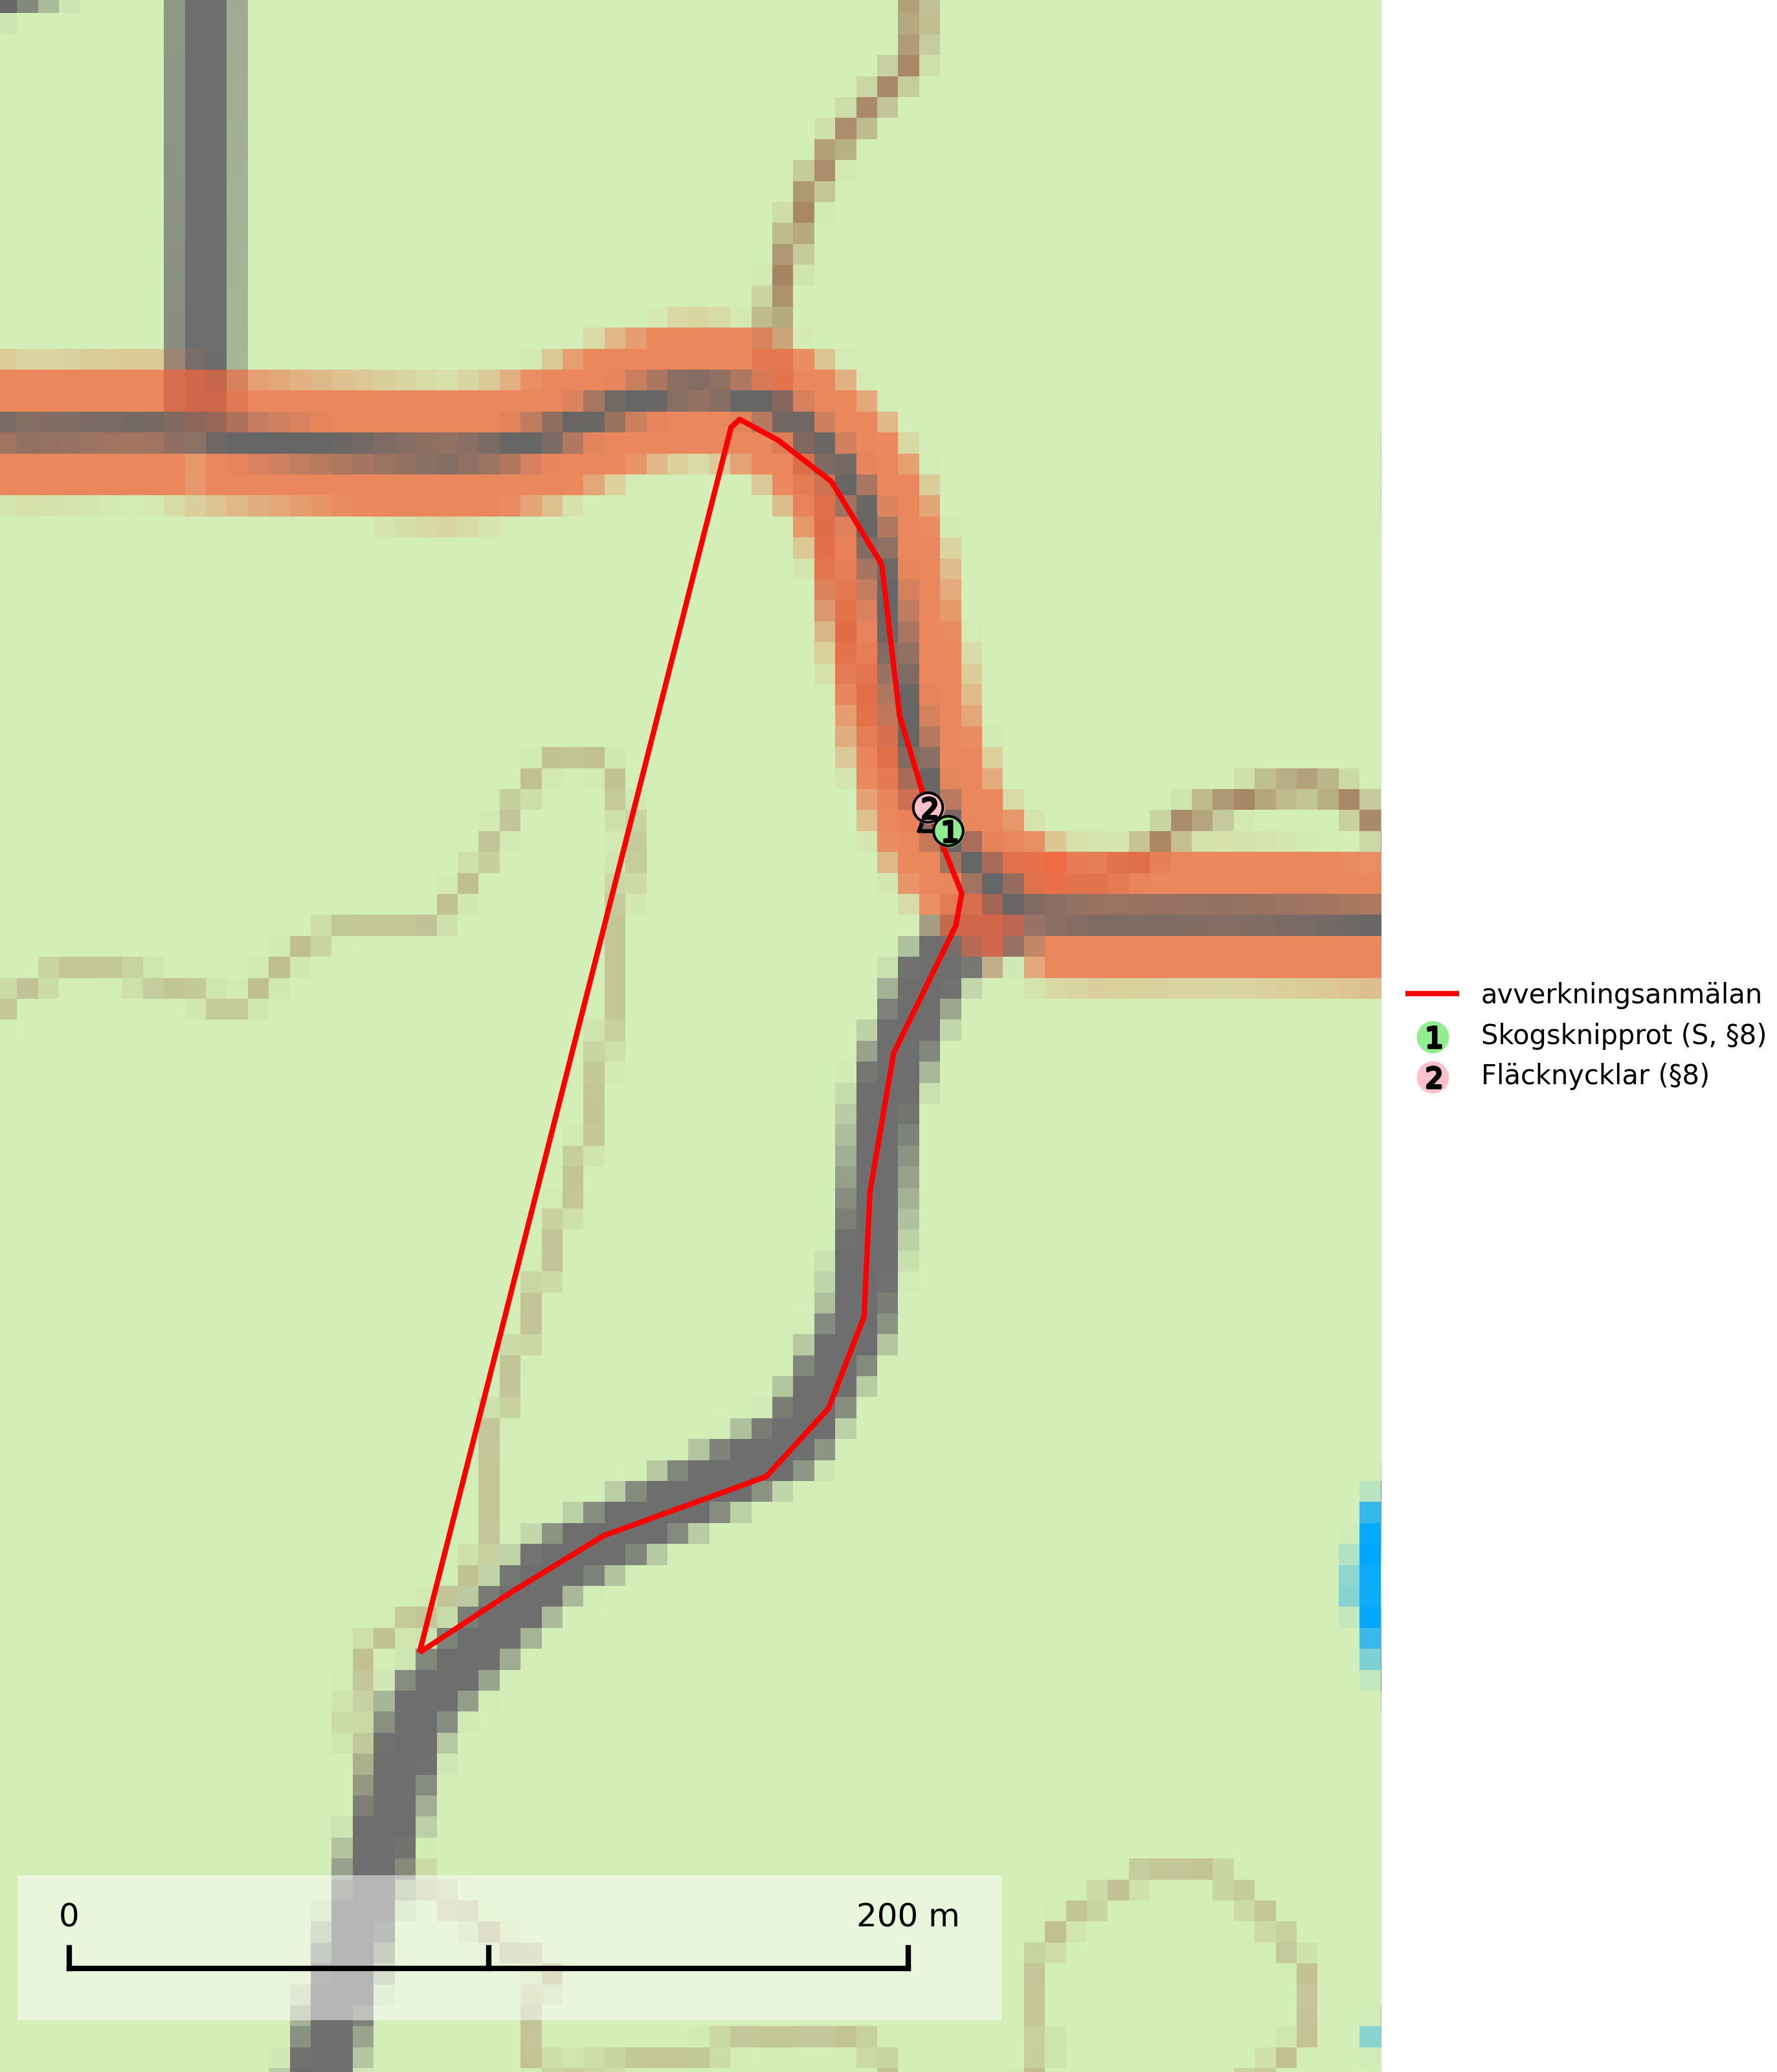 2
1
avverkningsanmälan
1 Skogsknipprot (S, §8)
2 Fläcknycklar (§8)
0 200 m